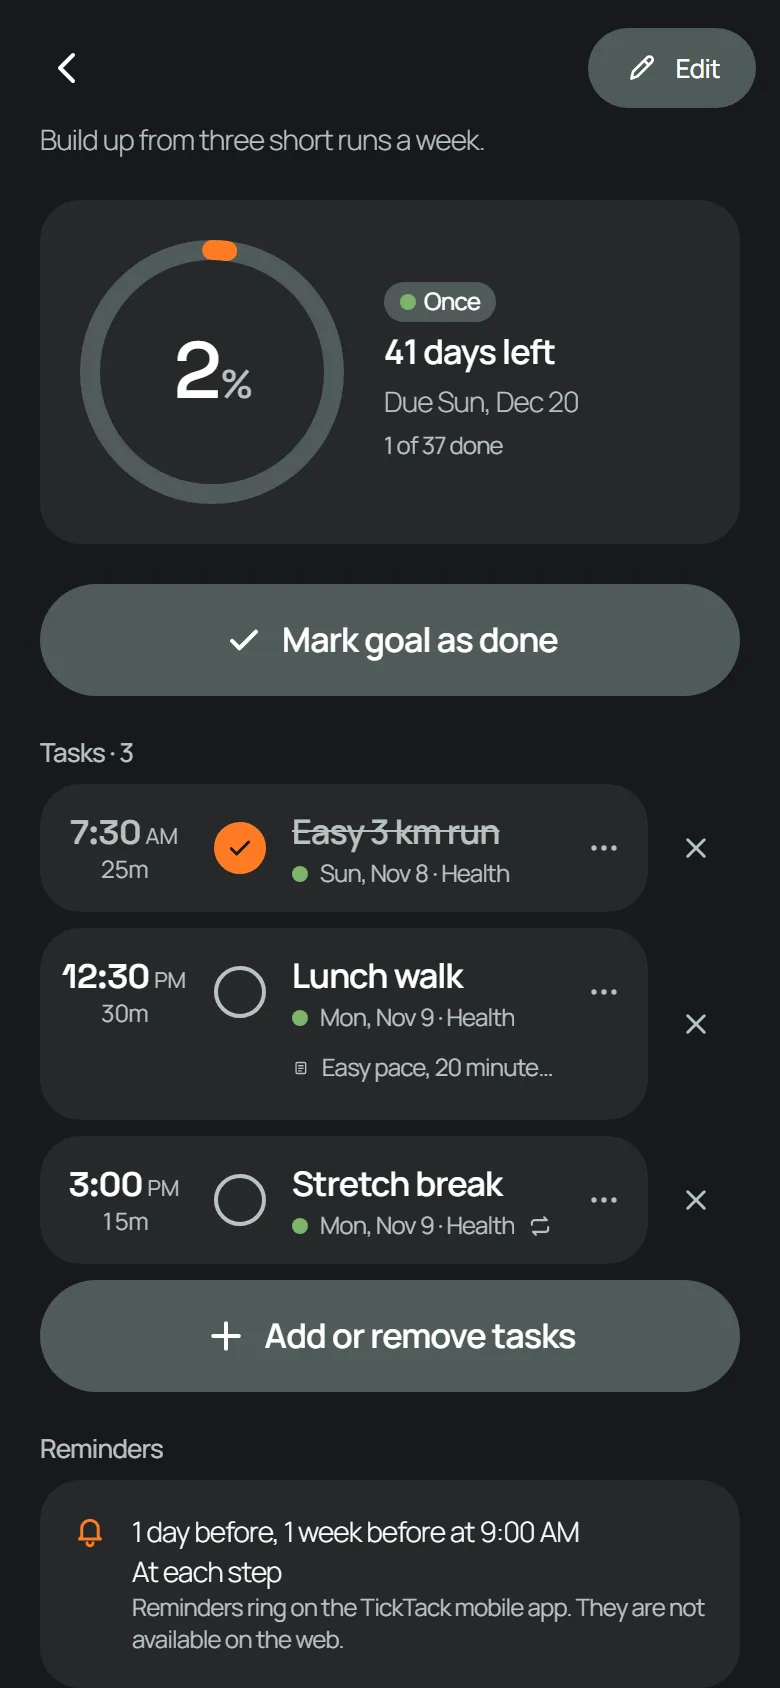 Edit
Build up from three short runs a week.
2%
Once
41 days left
Due Sun, Dec 20
1 of 37 done
Mark goal as done
Tasks · 3
7:30 AM
25m
Easy 3 km run
Sun, Nov 8 · Health
12:30 PM
30m
Lunch walk
Mon, Nov 9 · Health
Easy pace, 20 minute...
3:00 PM
15m
Stretch break
Mon, Nov 9 · Health
Add or remove tasks
Reminders
1 day before, 1 week before at 9:00 AM
At each step
Reminders ring on the TickTack mobile app. They are not
available on the web.